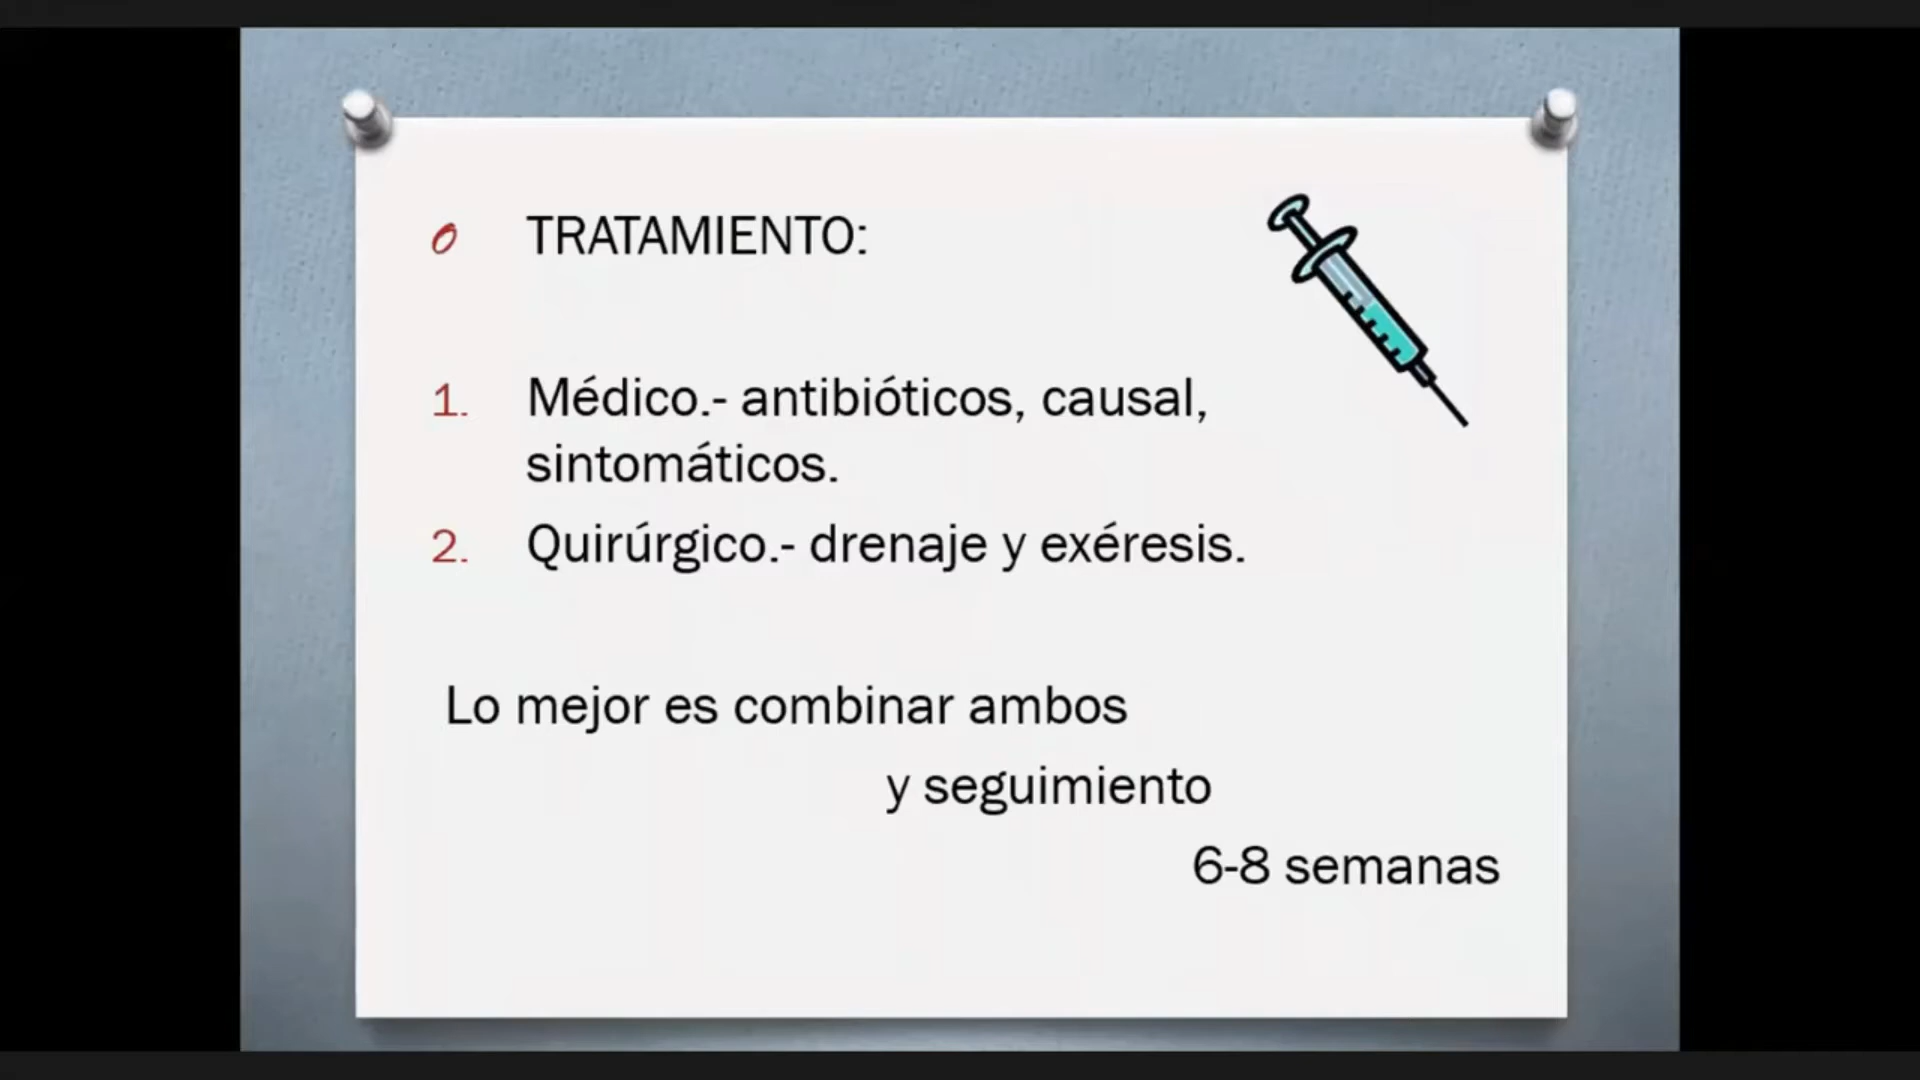 TRATAMIENTO:
1. Médico.- antibióticos, causal,
sintomáticos.
2. Quirúrgico.- drenaje y exéresis.
Lo mejor es combinar ambos
y seguimiento
6-8 semanas